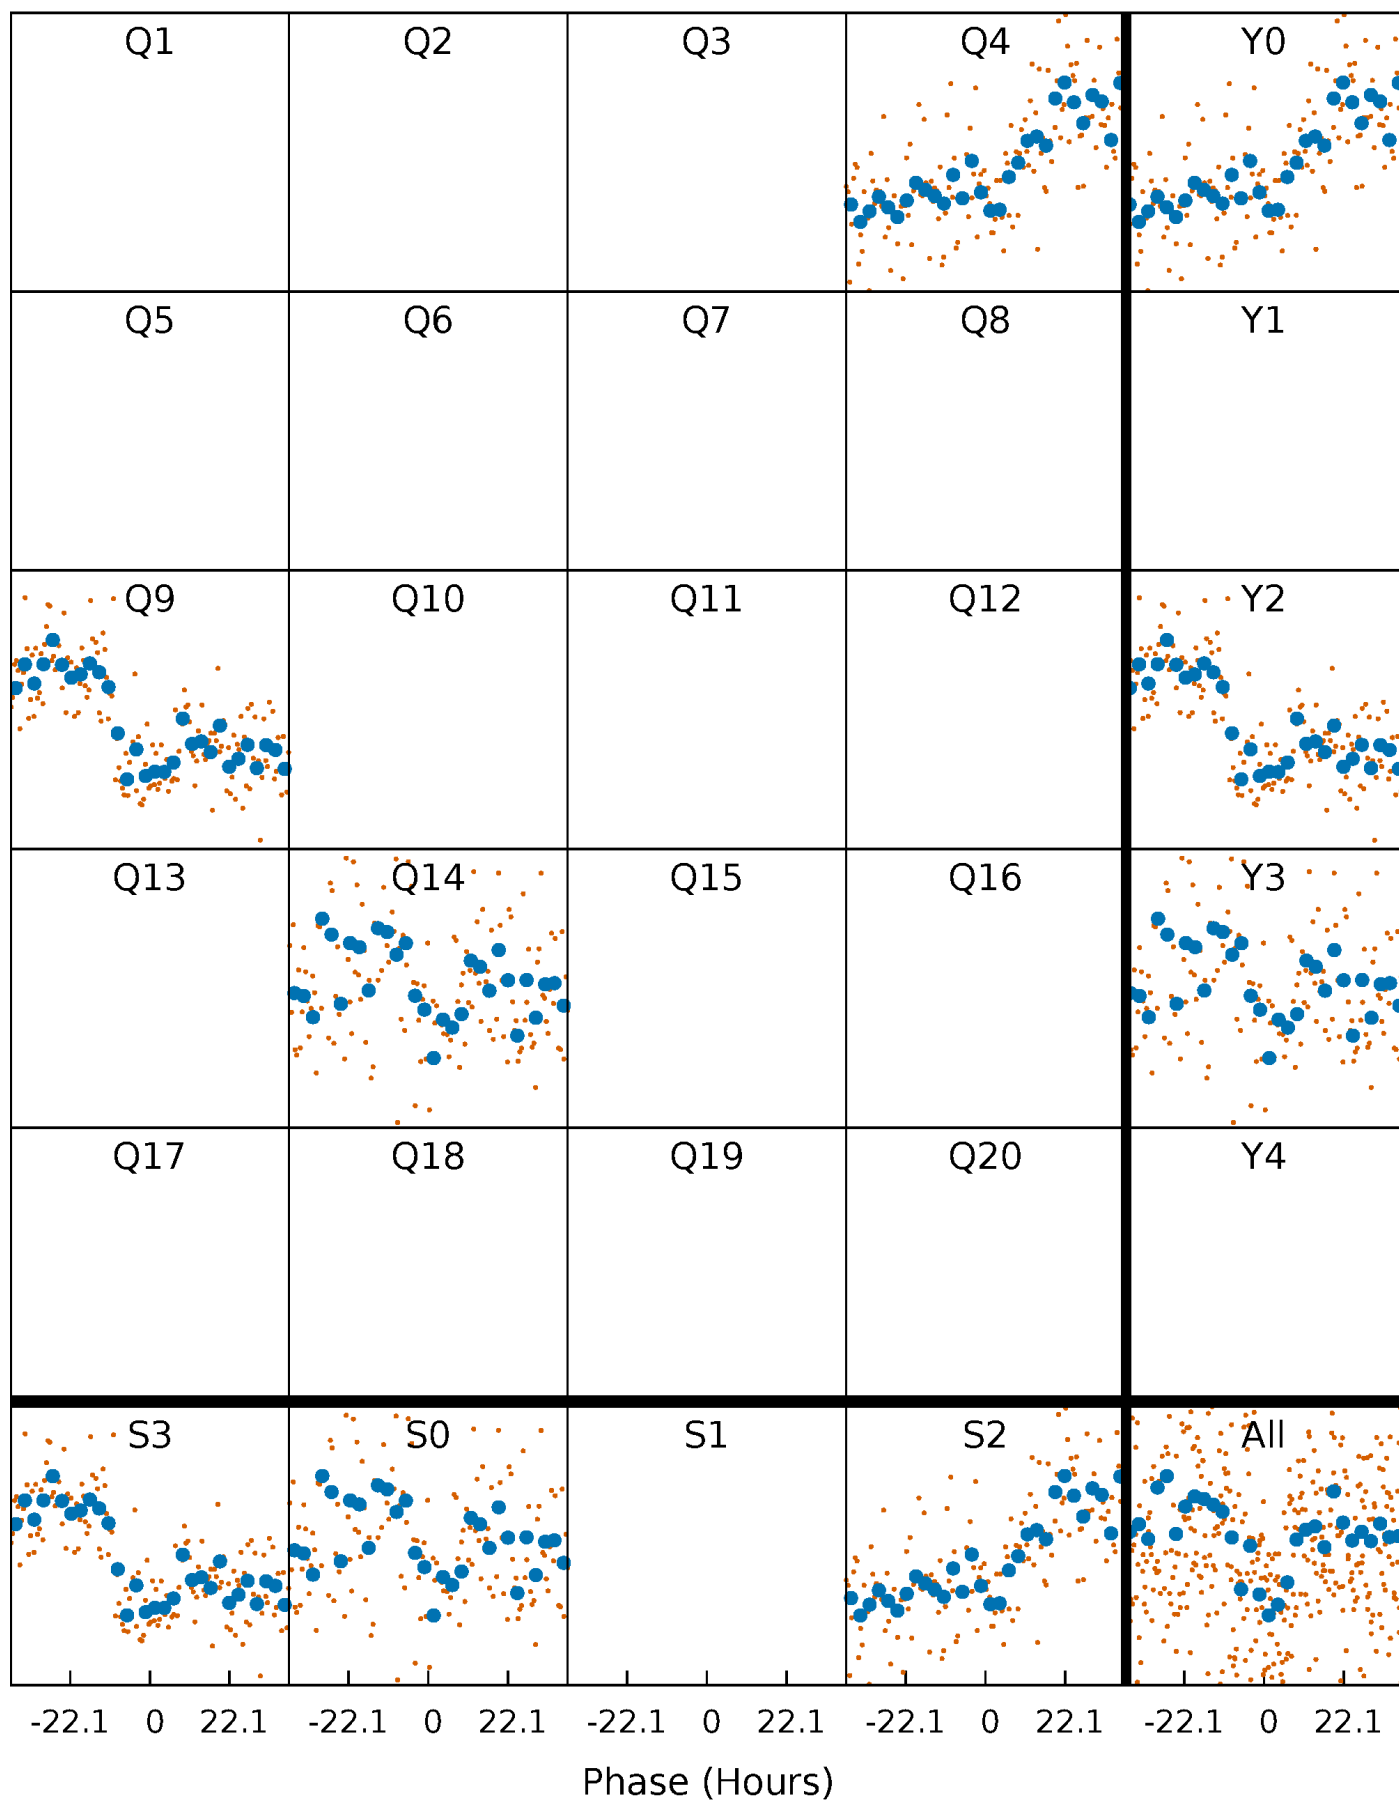 Q1 Q2 Q3 Q4 Y0
Q5 Q6 Q7 Q8 Y1
Q9 Q10 Q11 Q12 Y2
Q13 Q14 Q15 Q16 Y3
Q17 Q18 Q19 Q20 Y4
S3 S0 S1 S2 All
-22.1 0 22.1 -22.1 0 22.1 -22.1 0 22.1 -22.1 0 22.1 -22.1 0 22.1
Phase (Hours)